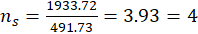 n_s = 1933.72/491.73 = 3.93 = 4